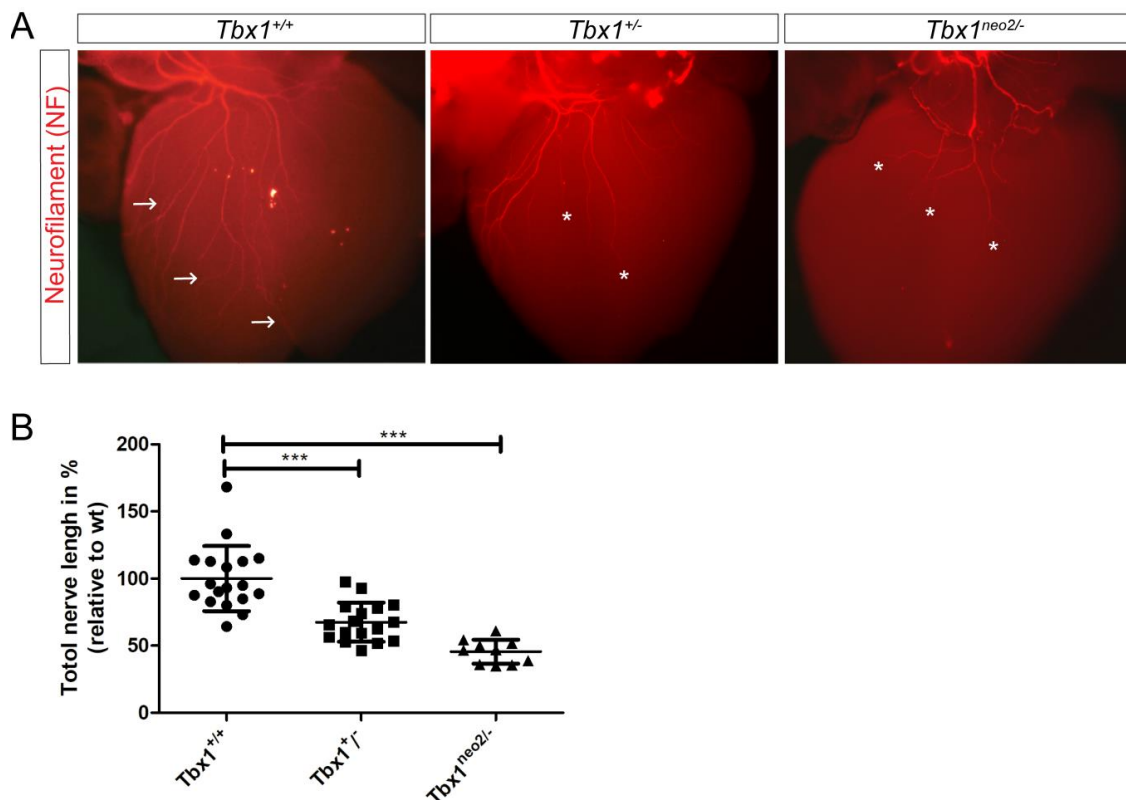 A
Tbx1+/+ Tbx1+/- Tbx1neo2/-
Neurofilament (NF)
* * * * *
B
*** ***
Totol nerve lengh in %
(relative to wt)
200
150
100
50
0
Tbx1+/+ Tbx1+/- Tbx1neo2/-